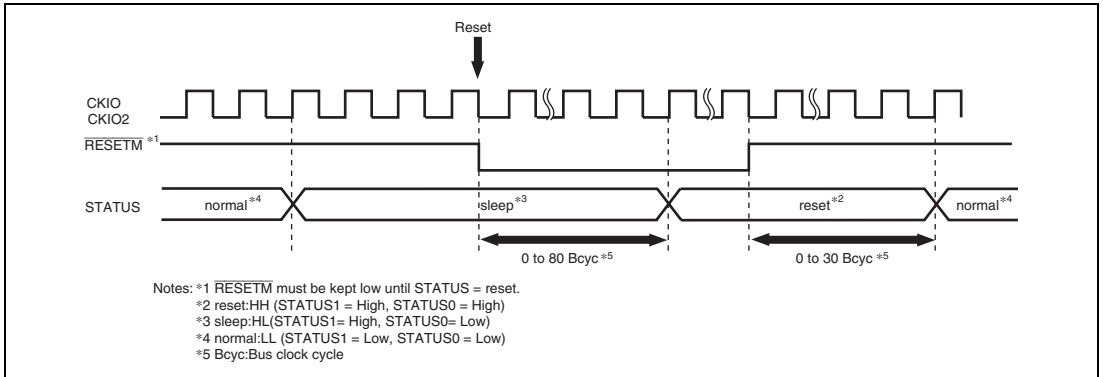 Reset
CKIO
CKIO2
RESETM *1
STATUS
normal*4
sleep*3
reset*2
normal*4
0 to 80 Bcyc *5
0 to 30 Bcyc *5
Notes: *1 RESETM must be kept low until STATUS = reset.
*2 reset:HH (STATUS1 = High, STATUS0 = High)
*3 sleep:HL(STATUS1= High, STATUS0= Low)
*4 normal:LL (STATUS1 = Low, STATUS0 = Low)
*5 Bcyc:Bus clock cycle